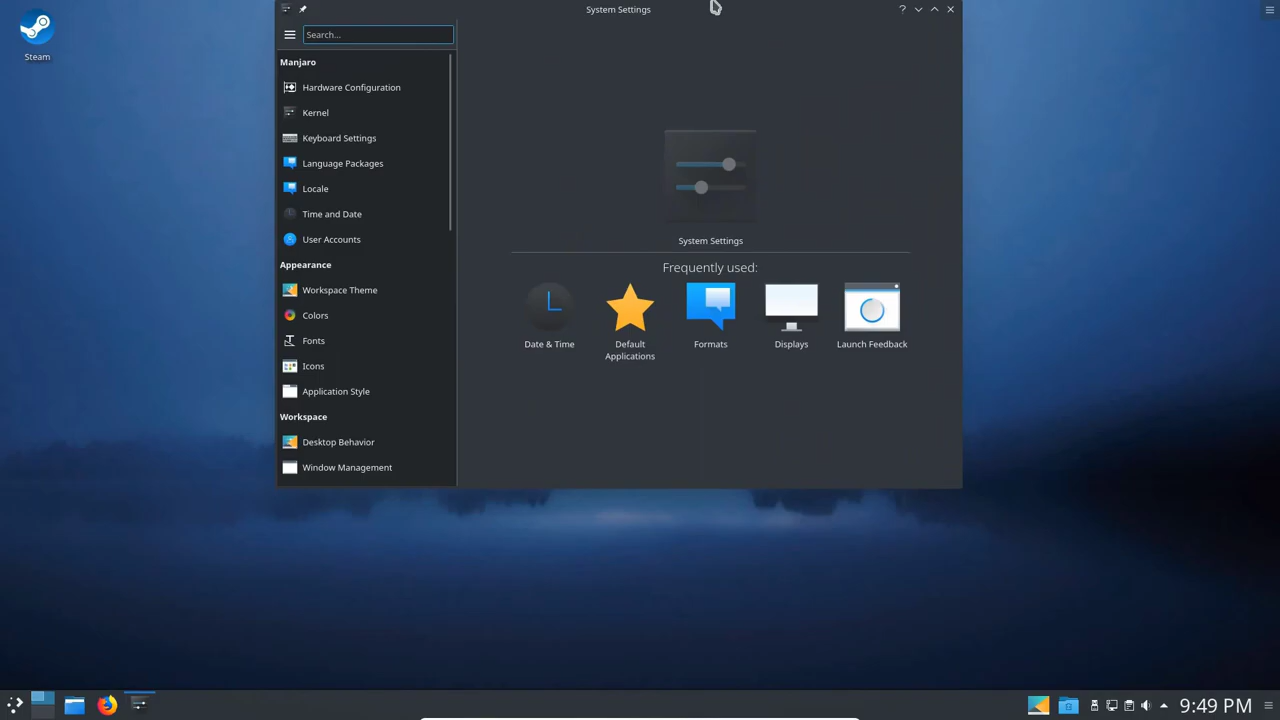 System Settings
Steam
Search...
Manjaro
Hardware Configuration
Kernel
Keyboard Settings
Language Packages
Locale
Time and Date
User Accounts
Appearance
Workspace Theme
Colors
Fonts
Icons
Application Style
Workspace
Desktop Behavior
Window Management
System Settings
Frequently used:
Date & Time
Default
Applications
Formats
Displays
Launch Feedback
9:49 PM